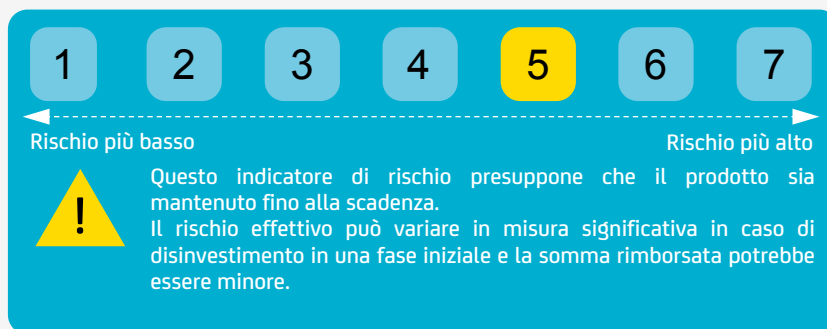 1 2 3 4 5 6 7
Rischio più basso Rischio più alto
Questo indicatore di rischio presuppone che il prodotto sia
mantenuto fino alla scadenza.
!
Il rischio effettivo può variare in misura significativa in caso di
disinvestimento in una fase iniziale e la somma rimborsata potrebbe
essere minore.